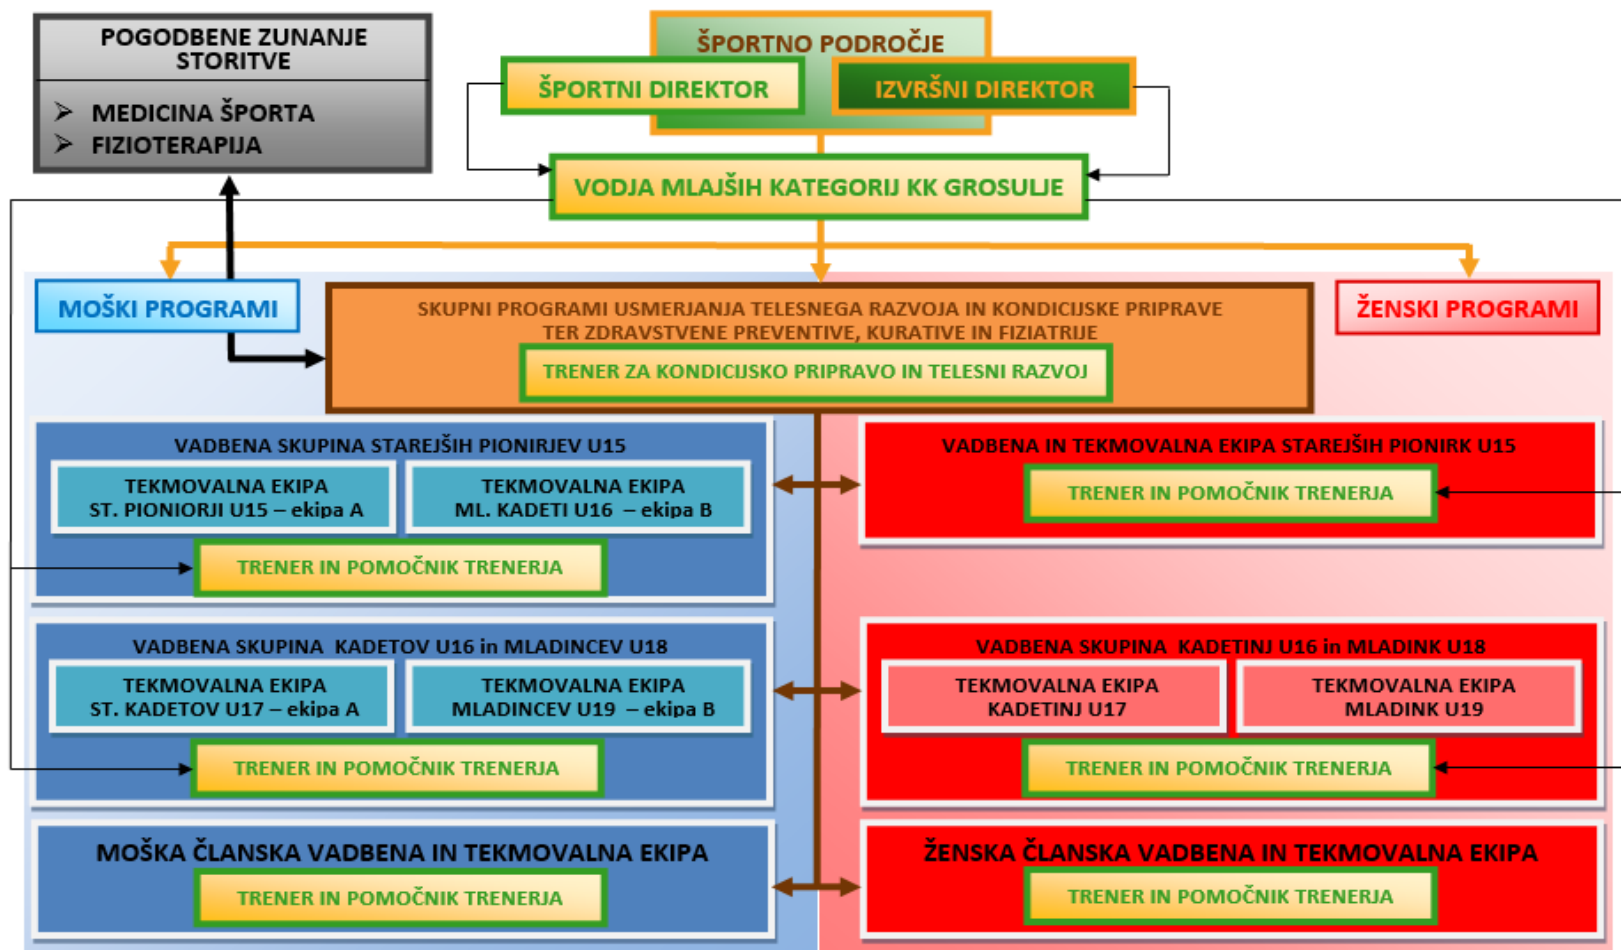 POGODBENE ZUNANJE
STORITVE
➢ MEDICINA ŠPORTA
➢ FIZIOTERAPIJA
ŠPORTNO PODROČJE
ŠPORTNI DIREKTOR
IZVRŠNI DIREKTOR
VODJA MLAJŠIH KATEGORIJ KK GROSULJE
MOŠKI PROGRAMI
SKUPNI PROGRAMI USMERJANJA TELESNEGA RAZVOJA IN KONDICIJSKE PRIPRAVE
TER ZDRAVSTVENE PREVENTIVE, KURATIVE IN FIZIATRIJE
TRENER ZA KONDICIJSKO PRIPRAVO IN TELESNI RAZVOJ
ŽENSKI PROGRAMI
VADBENA SKUPINA STAREJŠIH PIONIRJEV U15
TEKMOVALNA EKIPA
ST. PIONIORJI U15 – ekipa A
TEKMOVALNA EKIPA
ML. KADETI U16 – ekipa B
TRENER IN POMOČNIK TRENERJA
VADBENA IN TEKMOVALNA EKIPA STAREJŠIH PIONIRK U15
TRENER IN POMOČNIK TRENERJA
VADBENA SKUPINA KADETOV U16 in MLADINCEV U18
TEKMOVALNA EKIPA
ST. KADETOV U17 – ekipa A
TEKMOVALNA EKIPA
MLADINCEV U19 – ekipa B
TRENER IN POMOČNIK TRENERJA
VADBENA SKUPINA KADETINJ U16 in MLADINK U18
TEKMOVALNA EKIPA
KADETINJ U17
TEKMOVALNA EKIPA
MLADINK U19
TRENER IN POMOČNIK TRENERJA
MOŠKA ČLANSKA VADBENA IN TEKMOVALNA EKIPA
TRENER IN POMOČNIK TRENERJA
ŽENSKA ČLANSKA VADBENA IN TEKMOVALNA EKIPA
TRENER IN POMOČNIK TRENERJA